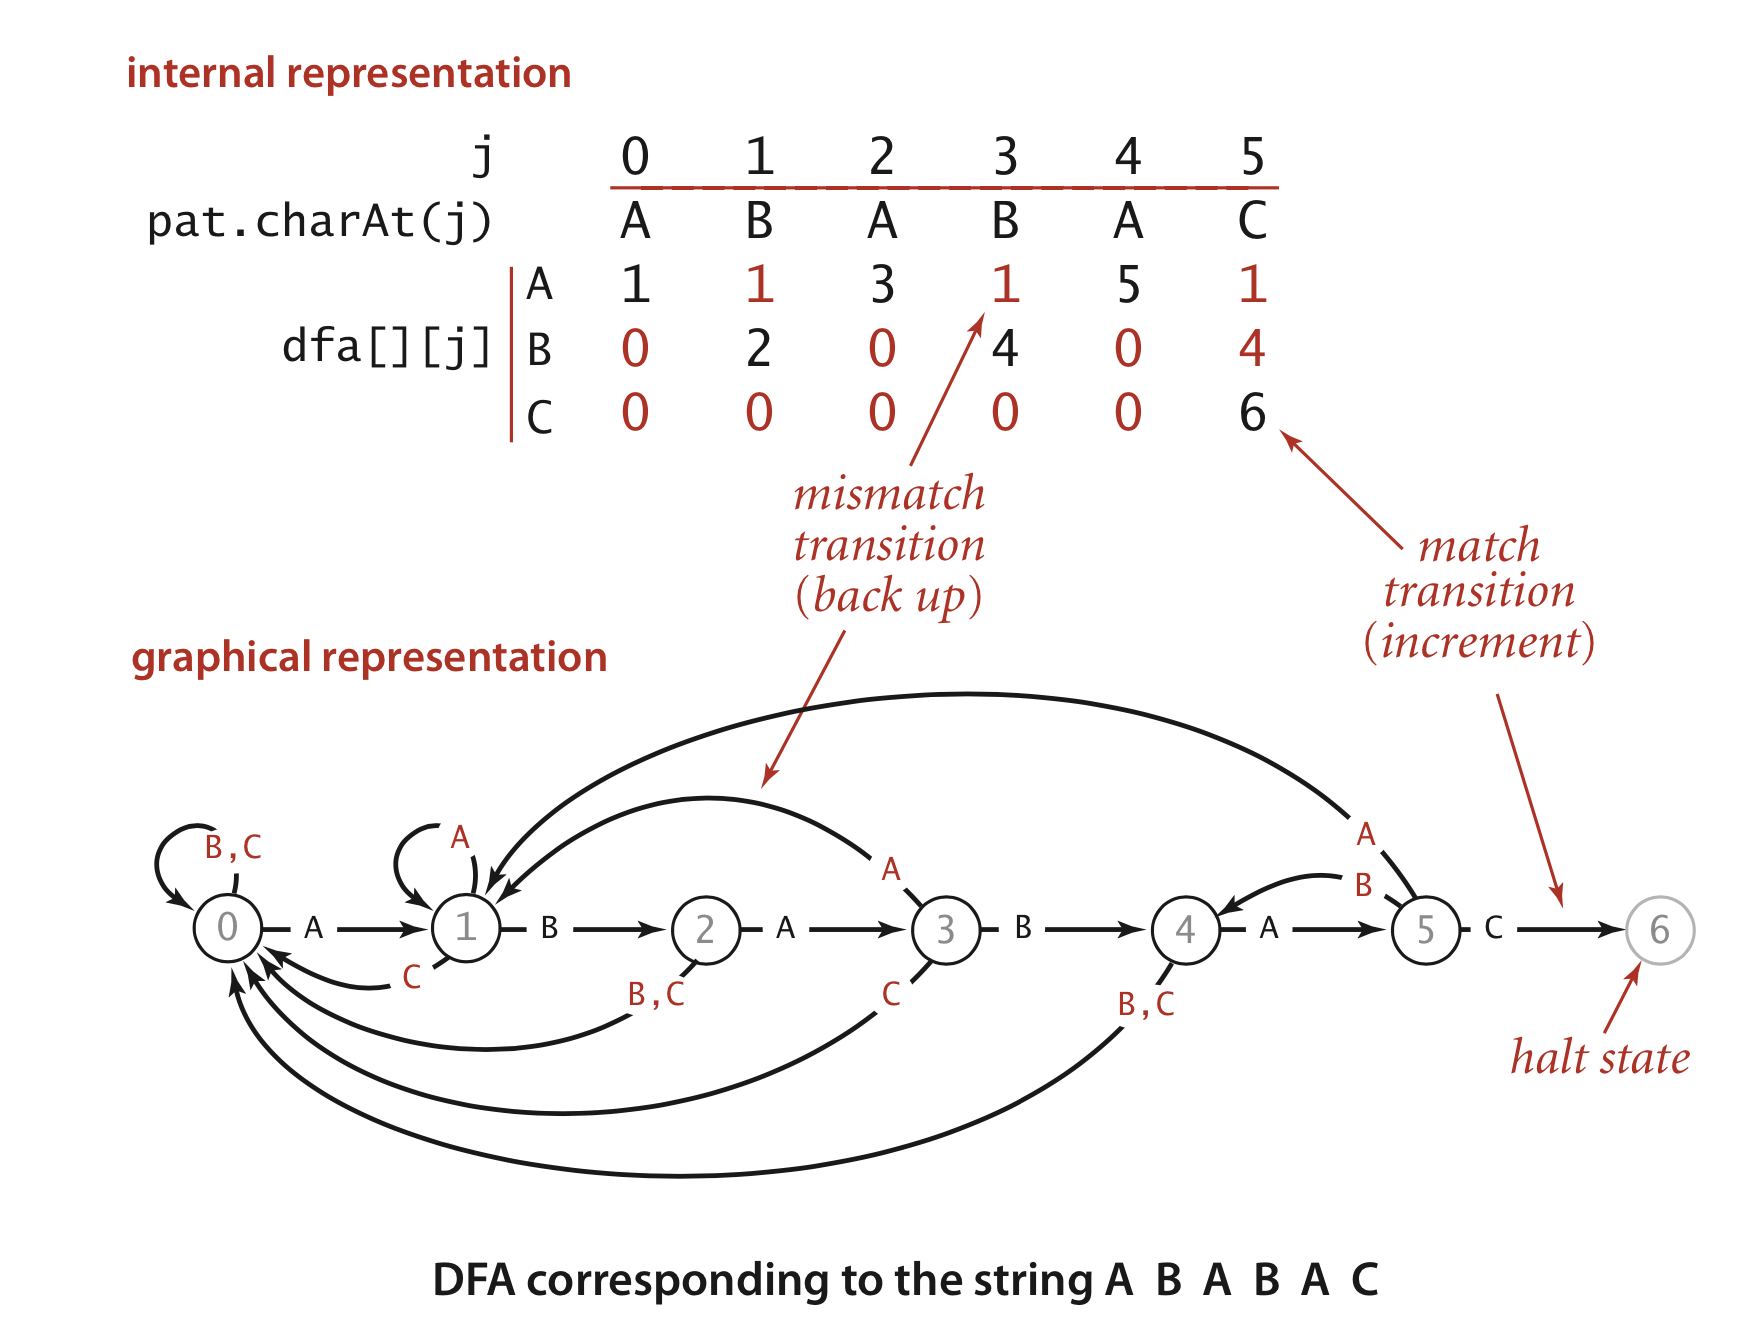 internal representation
j 0 1 2 3 4 5
pat.charAt(j) A B A B A C
A 1 1 3 1 5 1
dfa[][j] B 0 2 0 4 0 4
C 0 0 0 0 0 6
mismatch
transition
(back up)
match
transition
(increment)
graphical representation
B,C A A A B
A
0 A 1 B 2 A 3 B 4 A 5 C 6
C B,C C B,C
halt state
DFA corresponding to the string A B A B A C